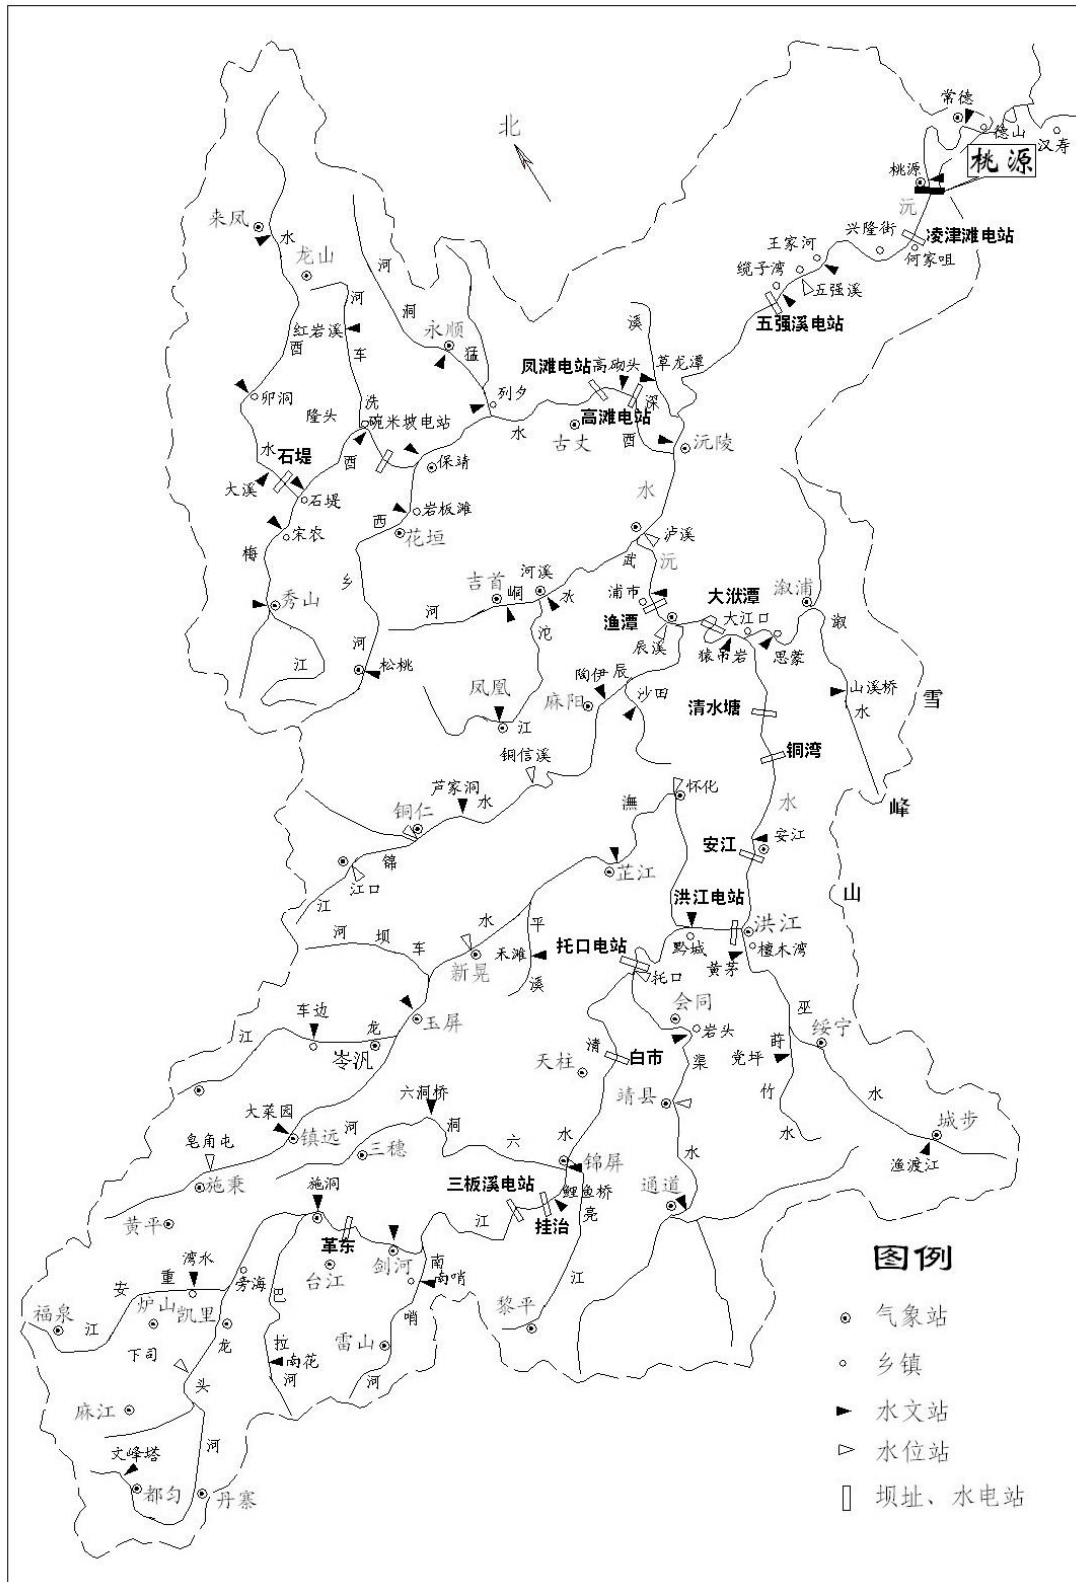 北
常德
德山
汉寿
桃源
桃源
沅
来凤
水
龙山
河
洞
河
兴隆街
凌津滩电站
何家咀
王家河
缆子湾
五强溪
五强溪电站
红岩溪
车
永顺
猛
溪
酉
凤滩电站
高砌头
草龙潭
卯洞
隆头
洗
碗米坡电站
列夕
水
高滩电站
深
古丈
酉
沅陵
水
石堤
大溪
酉
保靖
石堤
岩板滩
水
宋农
西
花垣
泸溪
梅
武
沅
乡
吉首
河溪
峒
水
浦市
大洑潭
溆浦
秀山
河
沱
渔潭
大江口
溆
江
河
辰溪
猿吊岩
思蒙
松桃
凤凰
陶伊
辰
麻阳
沙田
山溪桥
雪
江
清水塘
水
铜信溪
铜湾
芦家洞
水
潕
怀化
水
峰
铜仁
锦
安江
安江
江口
芷江
江
洪江电站
山
河
坝
车
水
平
托口电站
洪江
禾滩
黔城
檀木湾
新晃
溪
黄茅
托口
车边
会同
巫
江
龙
玉屏
岩头
莳
绥宁
岑汎
清
白市
党坪
天柱
渠
大菜园
六洞桥
靖县
竹
水
皂角屯
镇远
河
洞
六
水
水
城步
三穗
锦屏
水
渔渡江
施秉
施洞
三板溪电站
鲤鱼桥
通道
黄平
江
挂治
亮
湾水
革东
剑河
南
图例
安
重
旁海
台江
南哨
江
福泉
炉山
凯里
BJ
哨
黎平
气象站
江
龙
拉
雷山
下司
南花
乡镇
头
河
河
麻江
水文站
文峰塔
河
水位站
都匀
丹寨
坝址、水电站